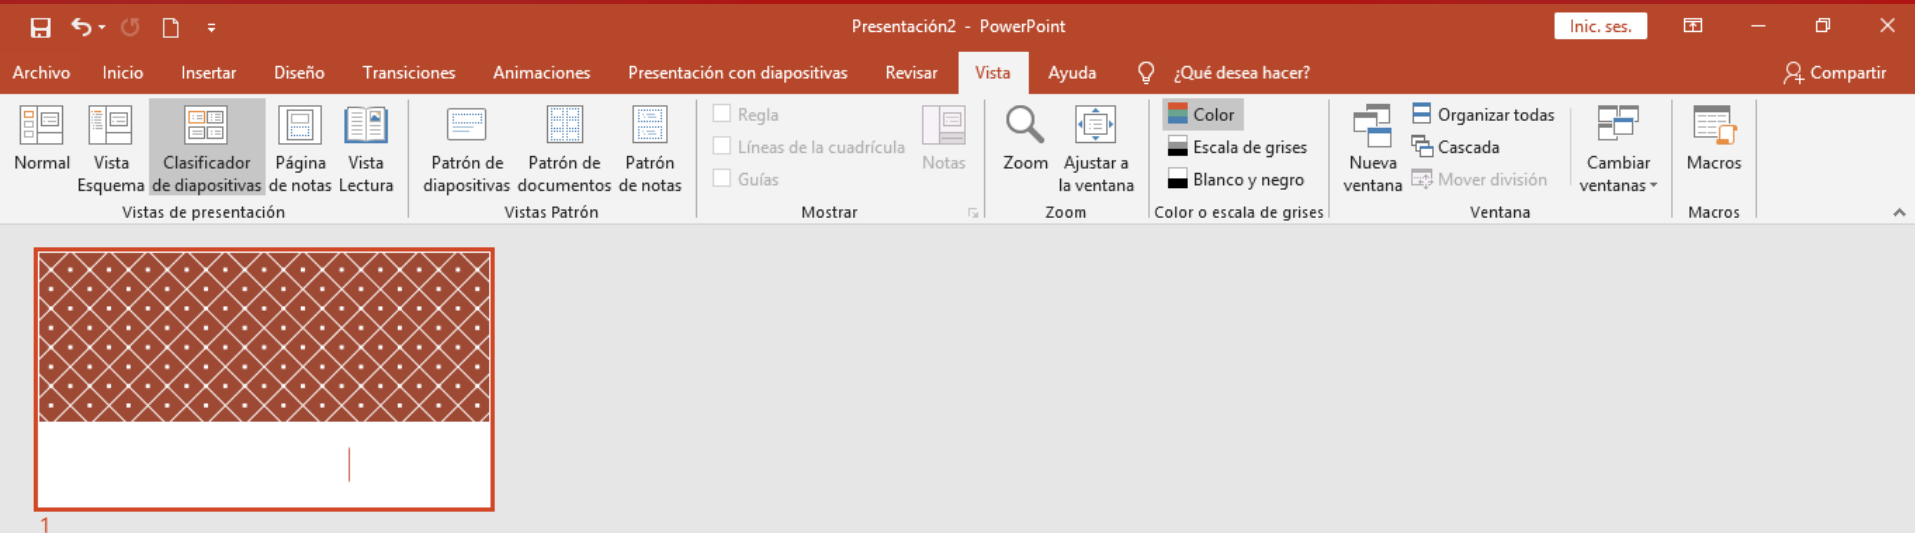 Presentación2 - PowerPoint
Inic. ses.
Archivo Inicio Insertar Diseño Transiciones Animaciones Presentación con diapositivas Revisar Vista Ayuda ¿Qué desea hacer? Compartir
Normal
Vista
Esquema
Clasificador
de diapositivas
Página
de notas
Vista
Lectura
Vistas de presentación
Patrón de
diapositivas
Patrón de
documentos
Patrón
de notas
Vistas Patrón
Regla
Líneas de la cuadrícula
Guías
Notas
Mostrar
Zoom
Ajustar a
la ventana
Zoom
Color
Escala de grises
Blanco y negro
Color o escala de grises
Nueva
ventana
Organizar todas
Cascada
Mover división
Cambiar
ventanas
Ventana
Macros
Macros
1